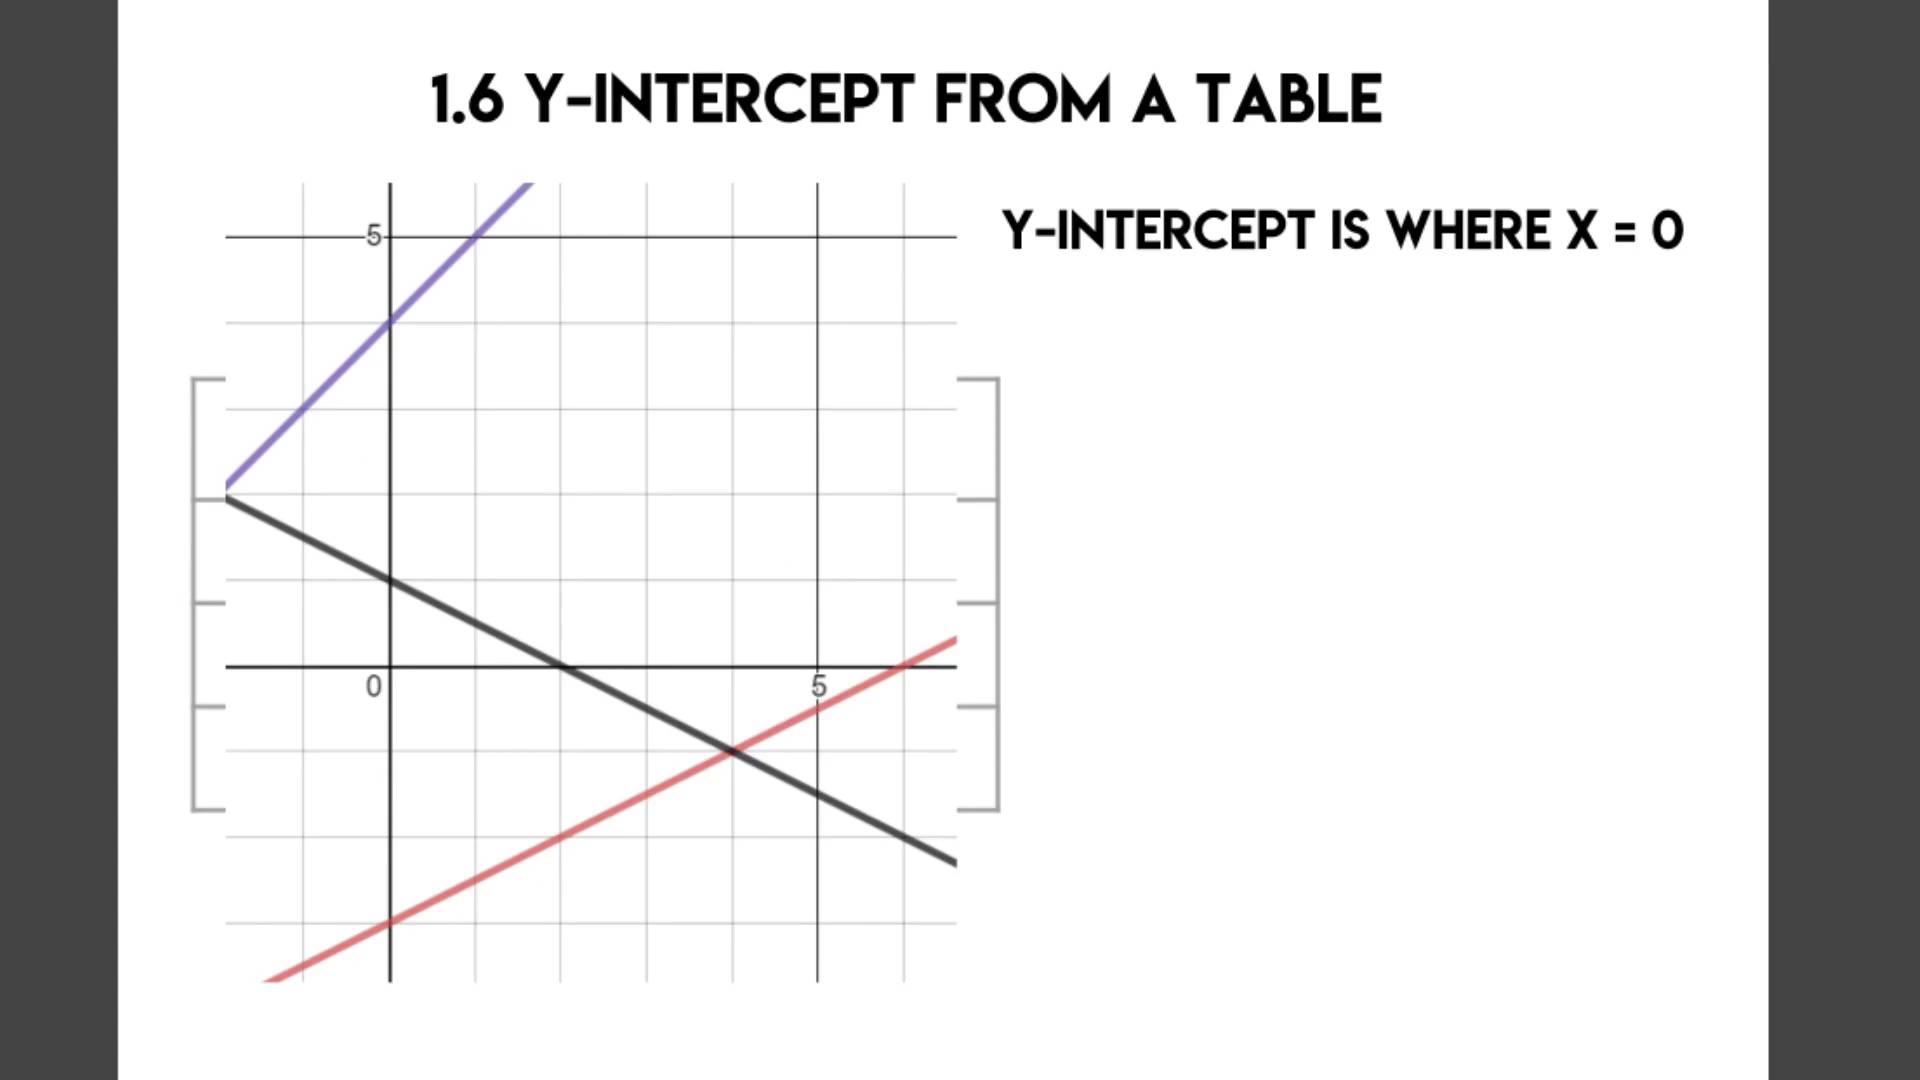 1.6 Y-INTERCEPT FROM A TABLE
Y-INTERCEPT IS WHERE X = 0
5
0
5